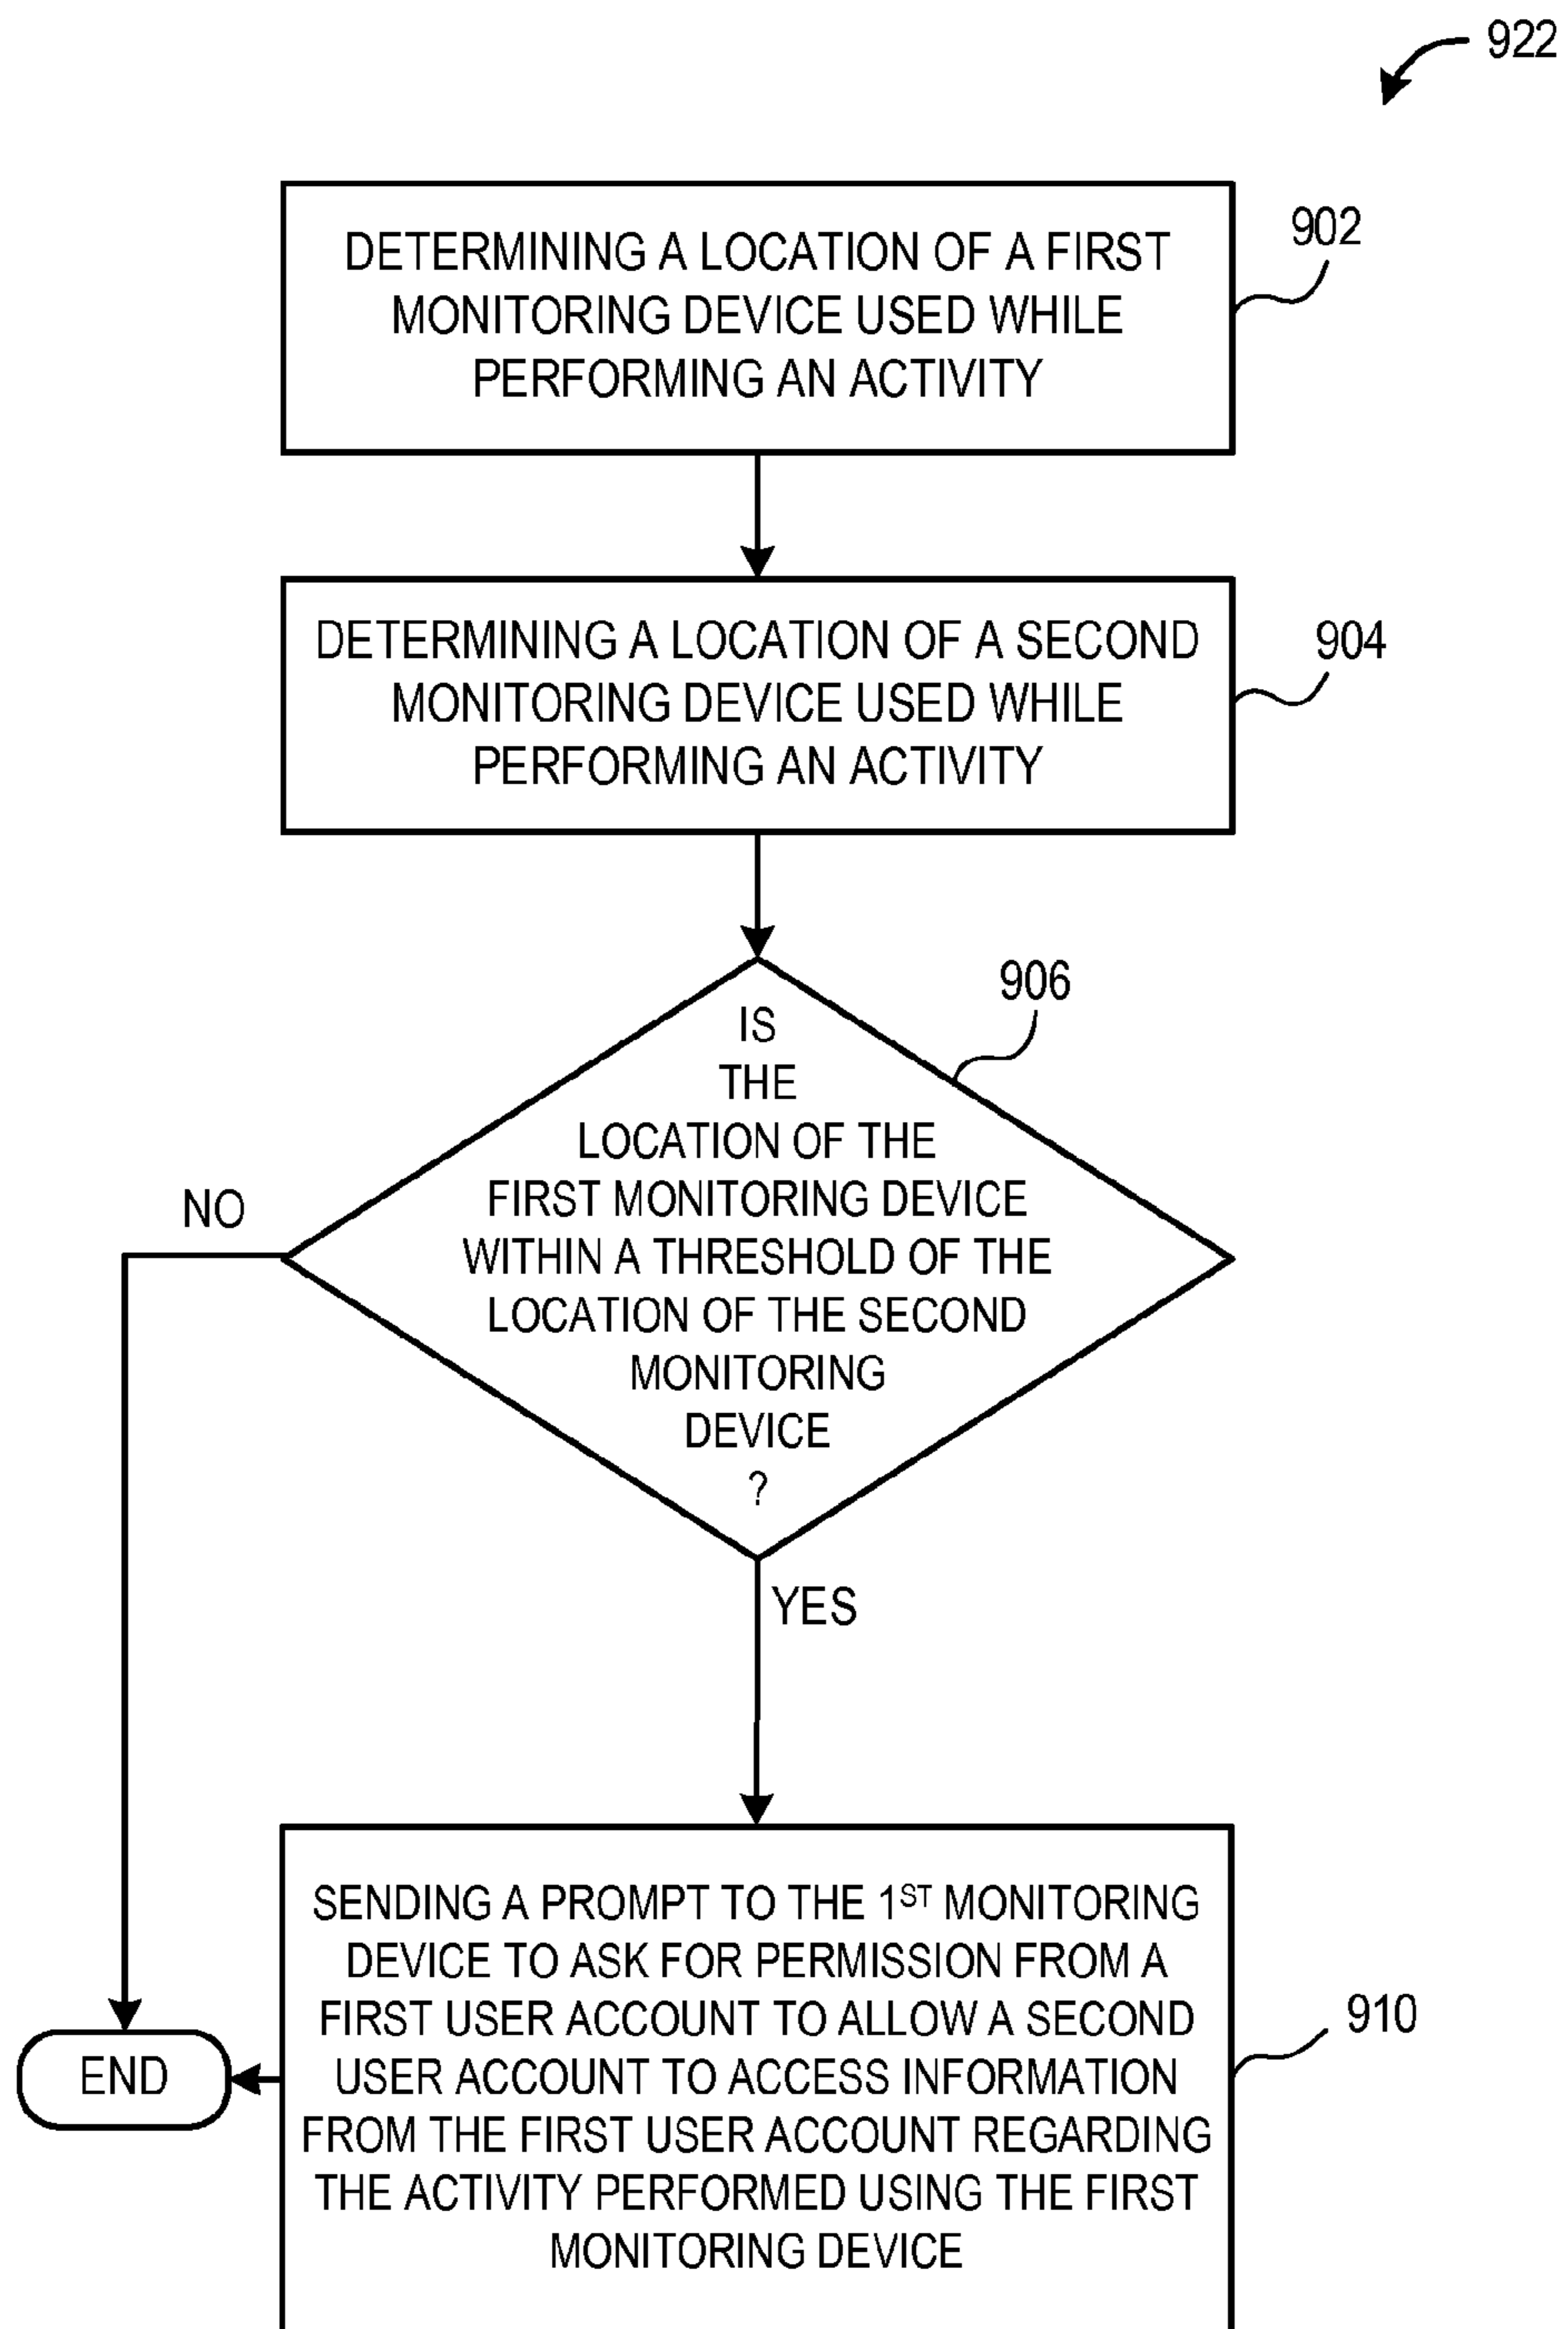 922
DETERMINING A LOCATION OF A FIRST
MONITORING DEVICE USED WHILE
PERFORMING AN ACTIVITY
902
DETERMINING A LOCATION OF A SECOND
MONITORING DEVICE USED WHILE
PERFORMING AN ACTIVITY
904
906
IS
THE
LOCATION OF THE
FIRST MONITORING DEVICE
WITHIN A THRESHOLD OF THE
LOCATION OF THE SECOND
MONITORING
DEVICE
?
NO
YES
SENDING A PROMPT TO THE 1ST MONITORING
DEVICE TO ASK FOR PERMISSION FROM A
FIRST USER ACCOUNT TO ALLOW A SECOND
USER ACCOUNT TO ACCESS INFORMATION
FROM THE FIRST USER ACCOUNT REGARDING
THE ACTIVITY PERFORMED USING THE FIRST
MONITORING DEVICE
910
END